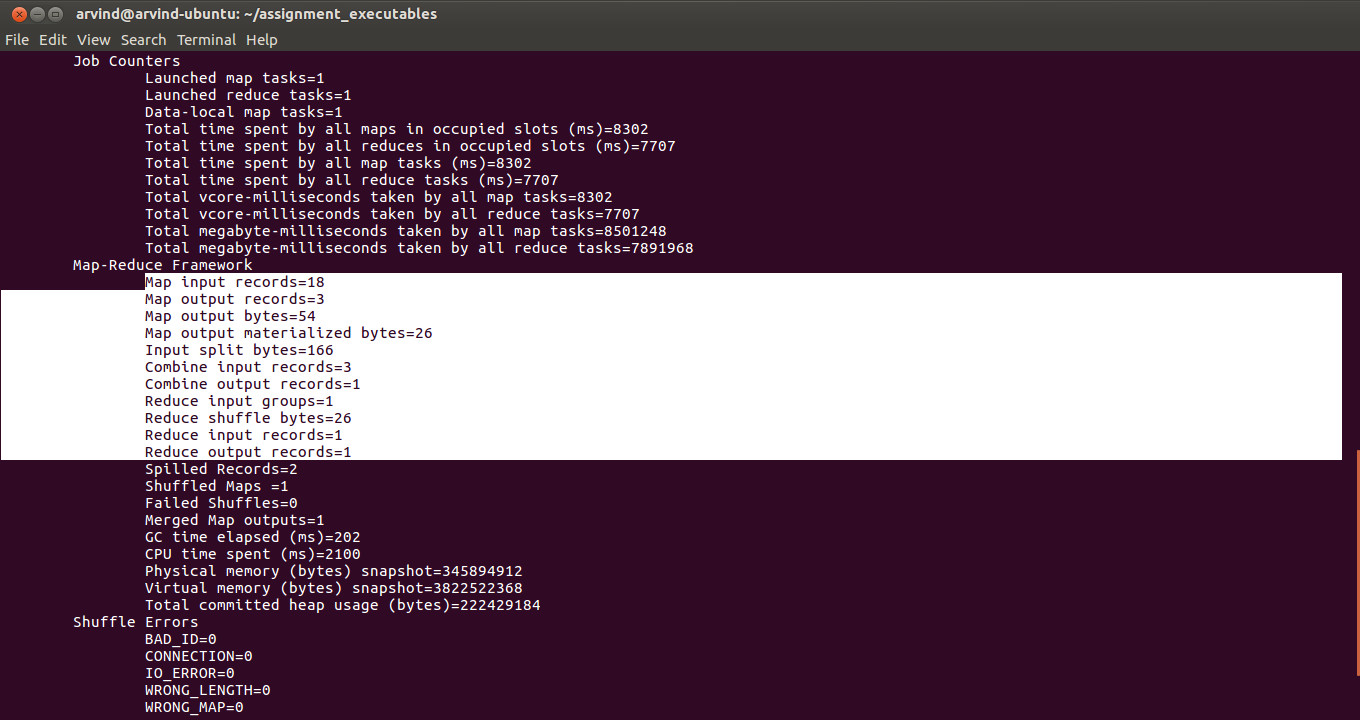 arvind@arvind-ubuntu: ~/assignment_executables
File Edit View Search Terminal Help
Job Counters
Launched map tasks=1
Launched reduce tasks=1
Data-local map tasks=1
Total time spent by all maps in occupied slots (ms)=8302
Total time spent by all reduces in occupied slots (ms)=7707
Total time spent by all map tasks (ms)=8302
Total time spent by all reduce tasks (ms)=7707
Total vcore-milliseconds taken by all map tasks=8302
Total vcore-milliseconds taken by all reduce tasks=7707
Total megabyte-milliseconds taken by all map tasks=8501248
Total megabyte-milliseconds taken by all reduce tasks=7891968
Map-Reduce Framework
Map input records=18
Map output records=3
Map output bytes=54
Map output materialized bytes=26
Input split bytes=166
Combine input records=3
Combine output records=1
Reduce input groups=1
Reduce shuffle bytes=26
Reduce input records=1
Reduce output records=1
Spilled Records=2
Shuffled Maps =1
Failed Shuffles=0
Merged Map outputs=1
GC time elapsed (ms)=202
CPU time spent (ms)=2100
Physical memory (bytes) snapshot=345894912
Virtual memory (bytes) snapshot=3822522368
Total committed heap usage (bytes)=222429184
Shuffle Errors
BAD_ID=0
CONNECTION=0
IO_ERROR=0
WRONG_LENGTH=0
WRONG_MAP=0